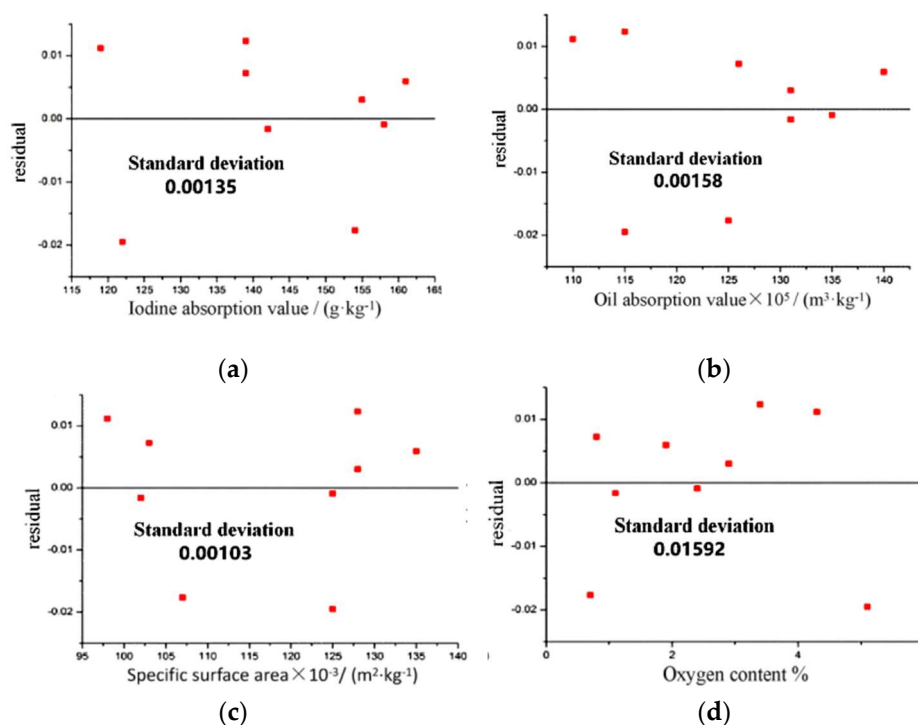 0.01
0.00
-0.01
-0.02
residual
Standard deviation
0.00135
115 120 125 130 135 140 145 150 155 160 165
Iodine absorption value / (g·kg⁻¹)
(a)
0.01
0.00
-0.01
-0.02
residual
Standard deviation
0.00158
110 115 120 125 130 135 140
Oil absorption value×10⁵/ (m³·kg⁻¹)
(b)
0.01
0.00
-0.01
-0.02
residual
Standard deviation
0.00103
95 100 105 110 115 120 125 130 135 140
Specific surface area×10⁻³/ (m²·kg⁻¹)
(c)
0.01
0.00
-0.01
-0.02
residual
Standard deviation
0.01592
0 2 4
Oxygen content %
(d)